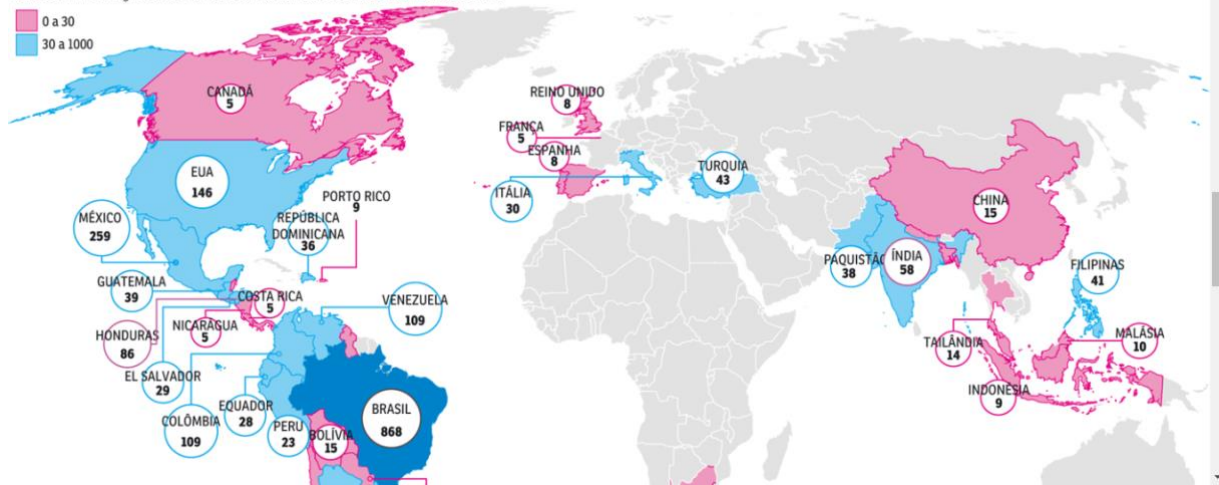 0 a 30
30 a 1000
CANADÁ
5
EUA
146
MÉXICO
259
PORTO RICO
9
REPÚBLICA
DOMINICANA
36
GUATEMALA
39
COSTA RICA
5
VENEZUELA
109
NICARÁGUA
5
HONDURAS
86
EL SALVADOR
29
COLÔMBIA
109
EQUADOR
28
PERU
23
BOLÍVIA
15
BRASIL
868
REINO UNIDO
8
FRANÇA
5
ESPANHA
8
ITÁLIA
30
TURQUIA
43
CHINA
15
PAQUISTÃO
38
ÍNDIA
58
FILIPINAS
41
TAILÂNDIA
14
MALÁSIA
10
INDONÉSIA
9